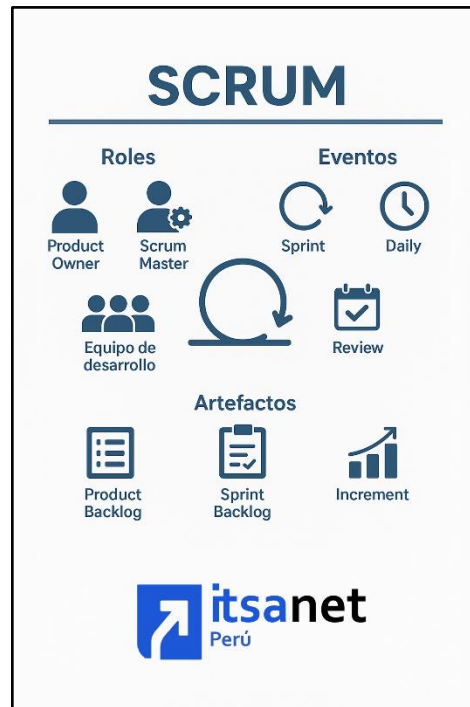 SCRUM
Roles
Product
Owner
Scrum
Master
Equipo de
desarrollo
Eventos
Sprint
Daily
Review
Artefactos
Product
Backlog
Sprint
Backlog
Increment
itsanet
Perú